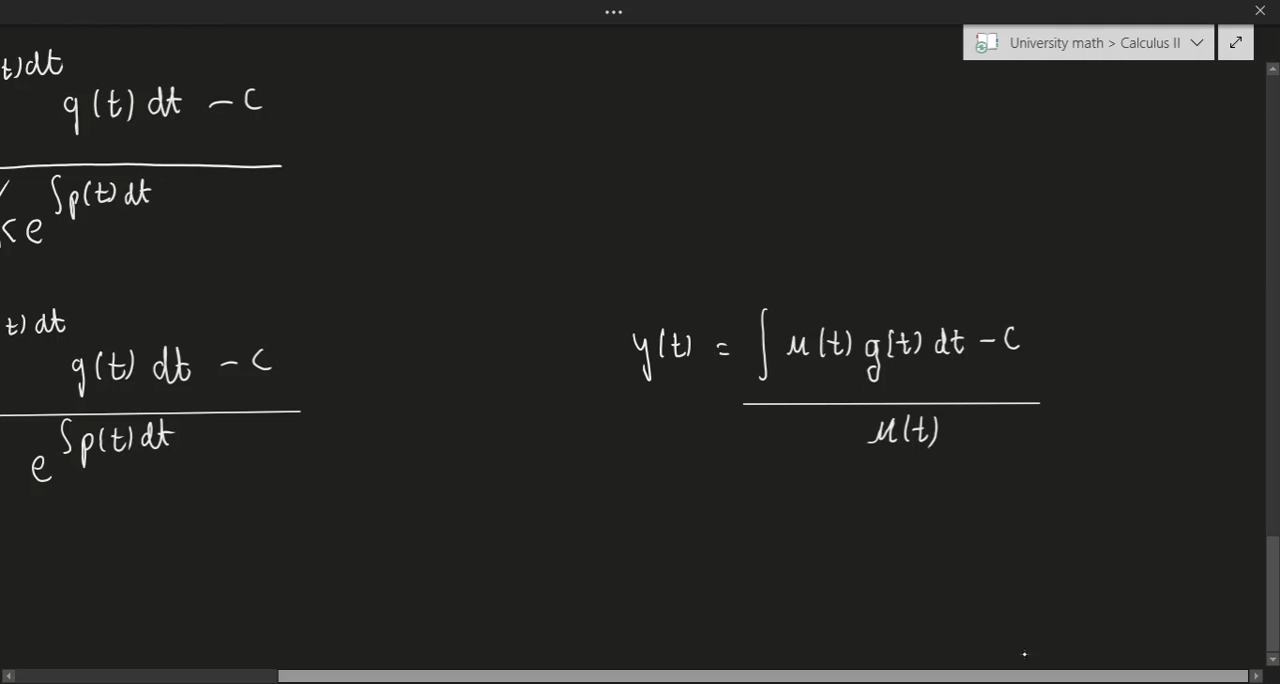 University math > Calculus II
t)dt
g(t) dt - c
∫p(t) dt
k e
t) dt
g(t) dt - c
∫p(t) dt
e
y(t) = ∫ μ(t) g(t) dt - c
μ(t)